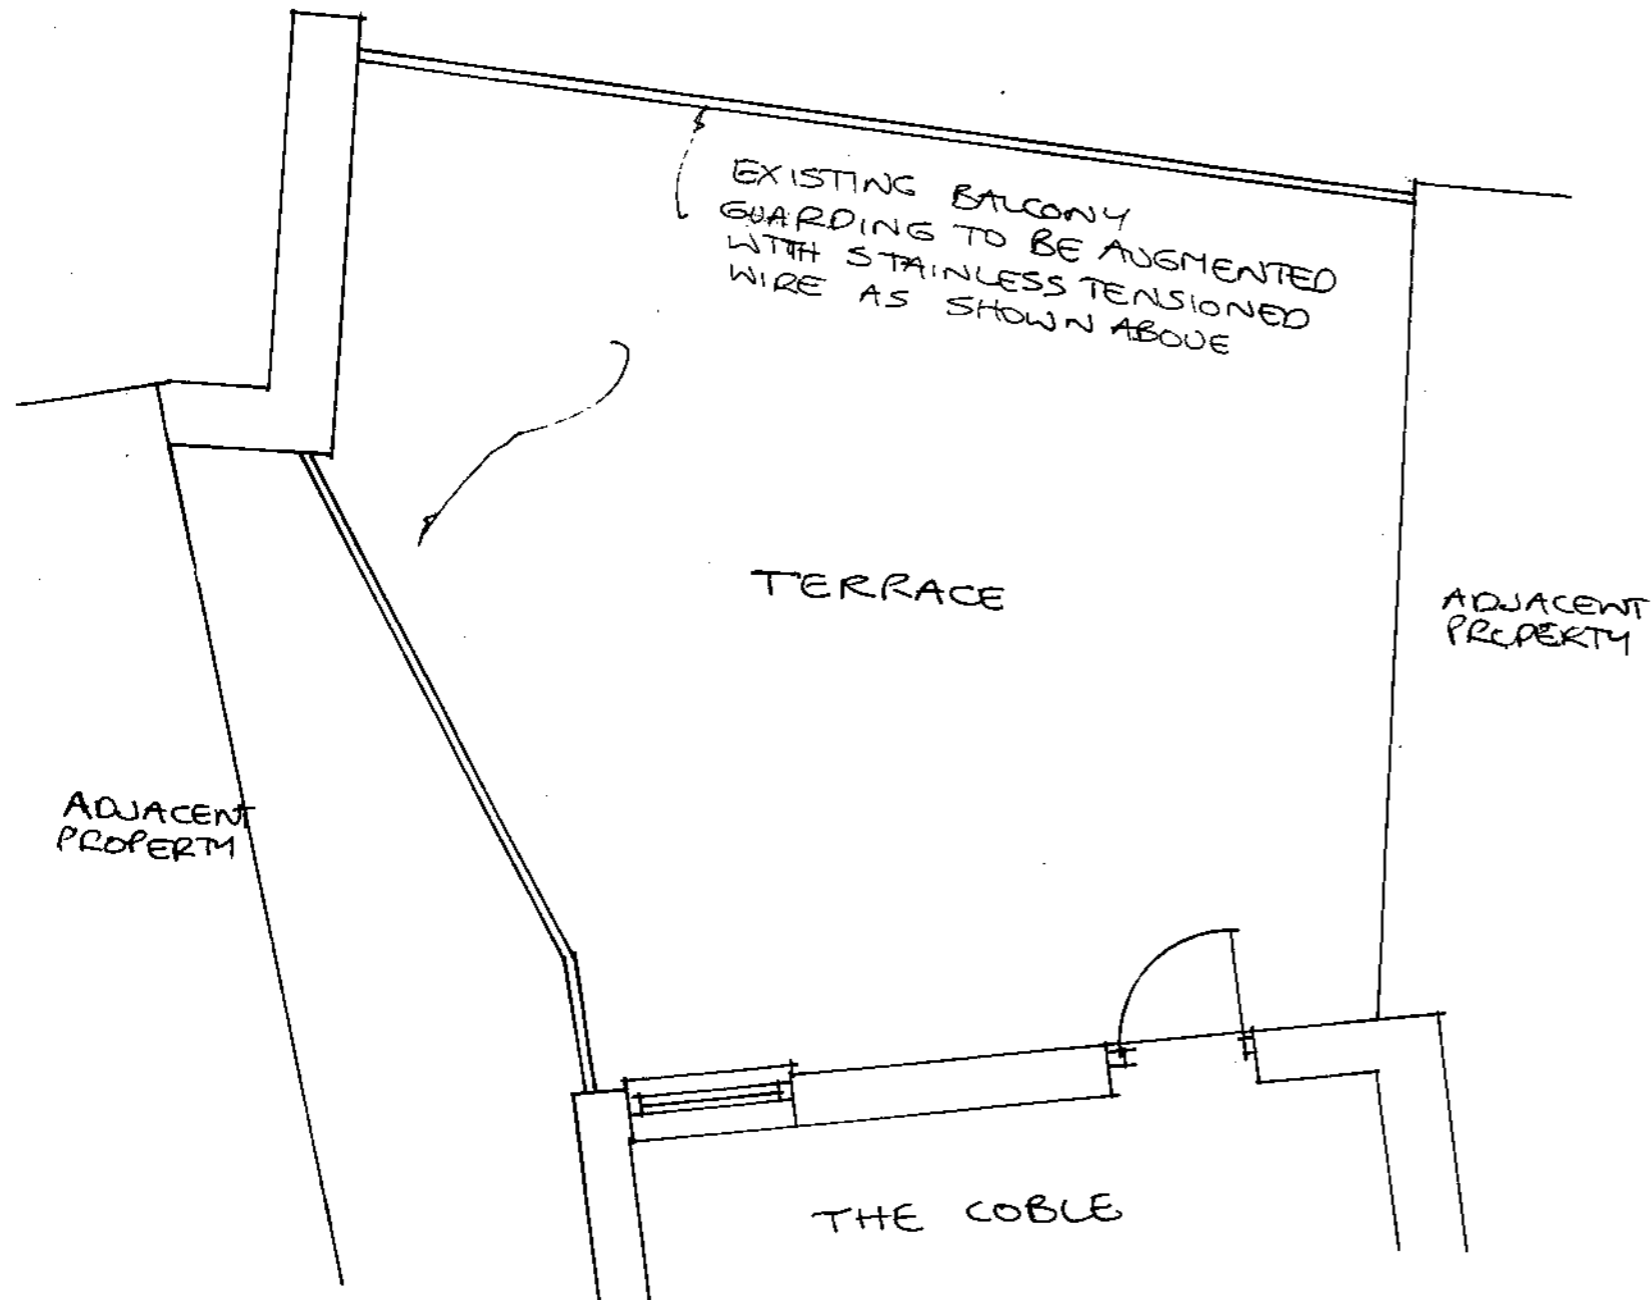 EXISTING BALCONY
GUARDING TO BE AUGMENTED
WITH STAINLESS TENSIONED
WIRE AS SHOWN ABOVE
TERRACE
ADJACENT
PROPERTY
ADJACENT
PROPERTY
THE COBLE